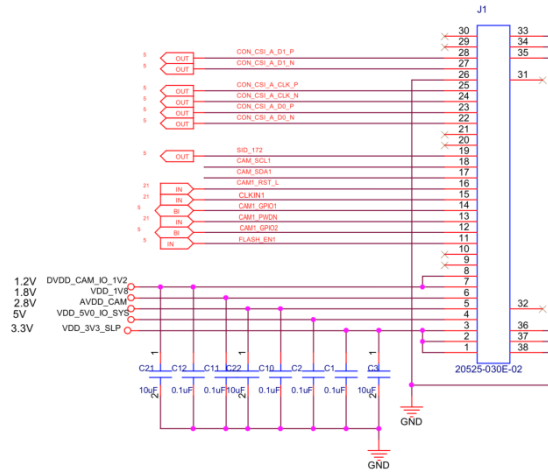 J1
30
33
29
34
5 OUT CON_CSI_A_D1_P 28
35
5 OUT CON_CSI_A_D1_N 27
26
31
5 OUT CON_CSI_A_CLK_P 25
5 OUT CON_CSI_A_CLK_N 24
5 OUT CON_CSI_A_D0_P 23
5 OUT CON_CSI_A_D0_N 22
21
20
5 OUT SID_172 19
CAM_SCL1 18
CAM_SDA1 17
21 IN CAM1_RST_L 16
IN CLKIN1 15
BI CAM1_GPIO1 14
21 IN CAM1_PWDN 13
BI CAM1_GPIO2 12
5 IN FLASH_EN1 11
10
9
8
1.2V DVDD_CAM_IO_1V2 7
1.8V VDD_1V8 6
2.8V AVDD_CAM 5
32
5V VDD_5V0_IO_SYS 4
3.3V VDD_3V3_SLP 3
36
2
37
1
38
20525-030E-02
1 1
C21 C12 C11 C22 C10 C2 C1 C3
10uF 0.1uF 0.1uF 10uF 0.1uF 0.1uF 0.1uF 10uF
2 2 2
GND
GND